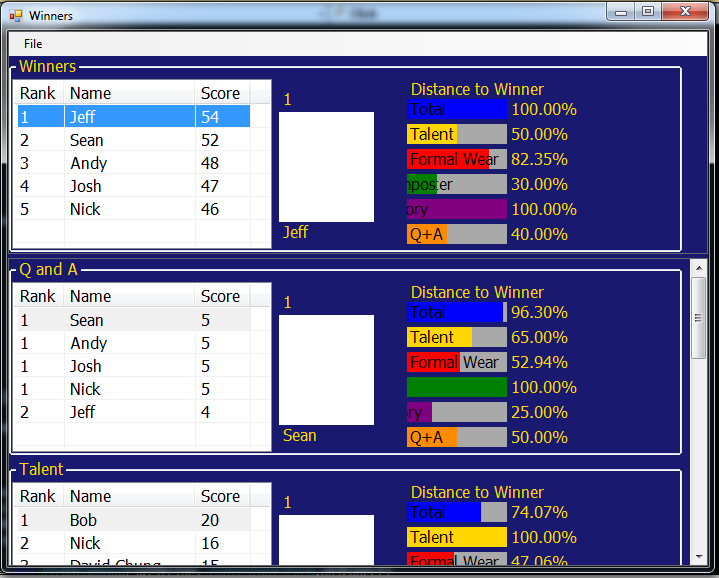 Winners
File
Winners
Rank Name Score
1 Jeff 54
2 Sean 52
3 Andy 48
4 Josh 47
5 Nick 46
1
Jeff
Distance to Winner
Total 100.00%
Talent 50.00%
Formal Wear 82.35%
nposter 30.00%
ory 100.00%
Q+A 40.00%
Q and A
Rank Name Score
1 Sean 5
1 Andy 5
1 Josh 5
1 Nick 5
2 Jeff 4
1
Sean
Distance to Winner
Total 96.30%
Talent 65.00%
Formal Wear 52.94%
100.00%
ry 25.00%
Q+A 50.00%
Talent
Rank Name Score
1 Bob 20
2 Nick 16
3 David Chung 15
1
Distance to Winner
Total 74.07%
Talent 100.00%
Formal Wear 47.06%